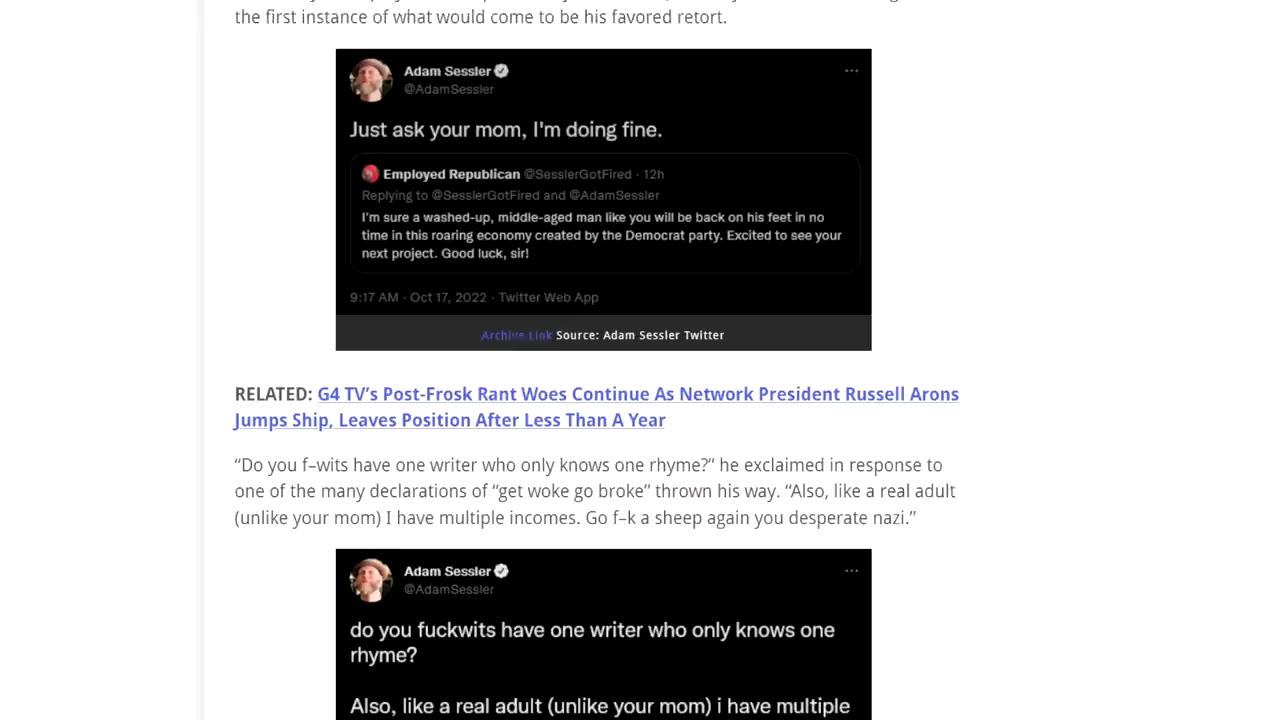 the first instance of what would come to be his favored retort.
Adam Sessler
@AdamSessler
Just ask your mom, I'm doing fine.
Employed Republican @SesslerGotFired · 12h
Replying to @SesslerGotFired and @AdamSessler
I'm sure a washed-up, middle-aged man like you will be back on his feet in no
time in this roaring economy created by the Democrat party. Excited to see your
next project. Good luck, sir!
9:17 AM · Oct 17, 2022 · Twitter Web App
Archive Link Source: Adam Sessler Twitter
RELATED: G4 TV’s Post-Frosk Rant Woes Continue As Network President Russell Arons
Jumps Ship, Leaves Position After Less Than A Year
“Do you f–wits have one writer who only knows one rhyme?” he exclaimed in response to
one of the many declarations of “get woke go broke” thrown his way. “Also, like a real adult
(unlike your mom) I have multiple incomes. Go f–k a sheep again you desperate nazi.”
Adam Sessler
@AdamSessler
do you fuckwits have one writer who only knows one
rhyme?
Also, like a real adult (unlike your mom) i have multiple